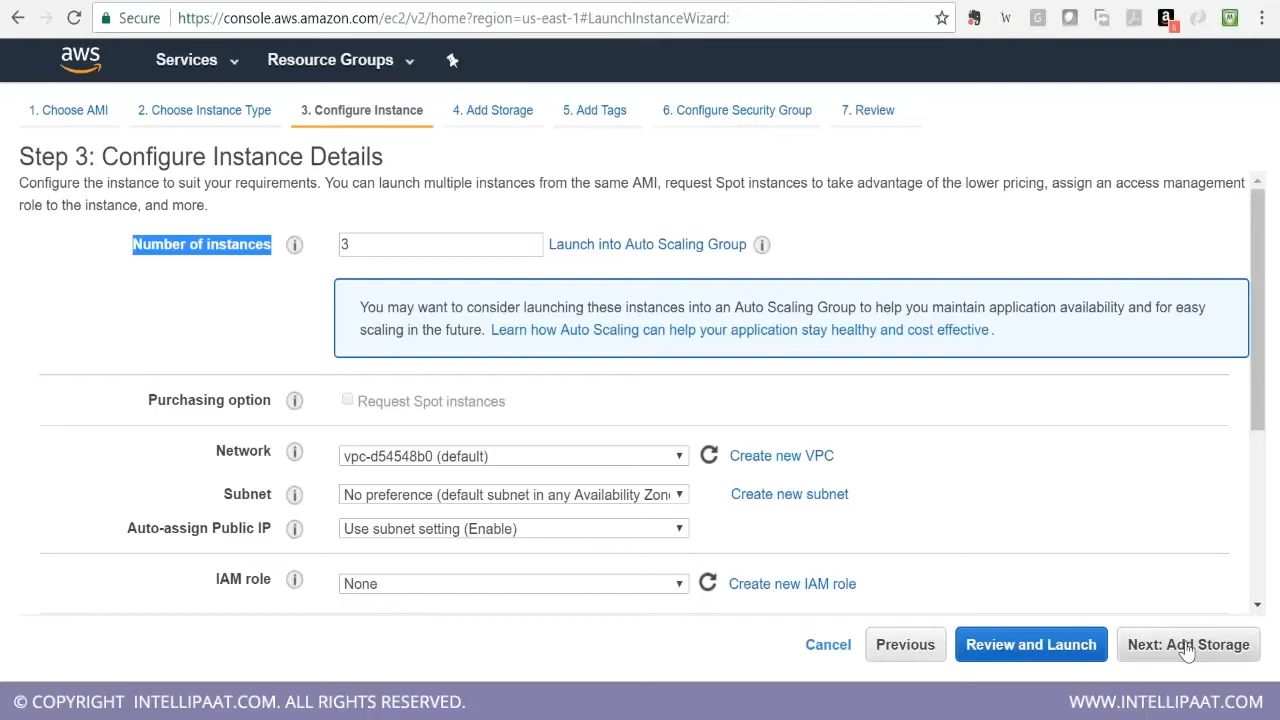 Secure https://console.aws.amazon.com/ec2/v2/home?region=us-east-1#LaunchInstanceWizard:
aws Services Resource Groups
1. Choose AMI 2. Choose Instance Type 3. Configure Instance 4. Add Storage 5. Add Tags 6. Configure Security Group 7. Review
Step 3: Configure Instance Details
Configure the instance to suit your requirements. You can launch multiple instances from the same AMI, request Spot instances to take advantage of the lower pricing, assign an access management
role to the instance, and more.
Number of instances i 3 Launch into Auto Scaling Group i
You may want to consider launching these instances into an Auto Scaling Group to help you maintain application availability and for easy
scaling in the future. Learn how Auto Scaling can help your application stay healthy and cost effective .
Purchasing option i Request Spot instances
Network i vpc-d54548b0 (default) Create new VPC
Subnet i No preference (default subnet in any Availability Zon Create new subnet
Auto-assign Public IP i Use subnet setting (Enable)
IAM role i None Create new IAM role
Cancel Previous Review and Launch Next: Add Storage
© COPYRIGHT INTELLIPAAT.COM. ALL RIGHTS RESERVED. WWW.INTELLIPAAT.COM